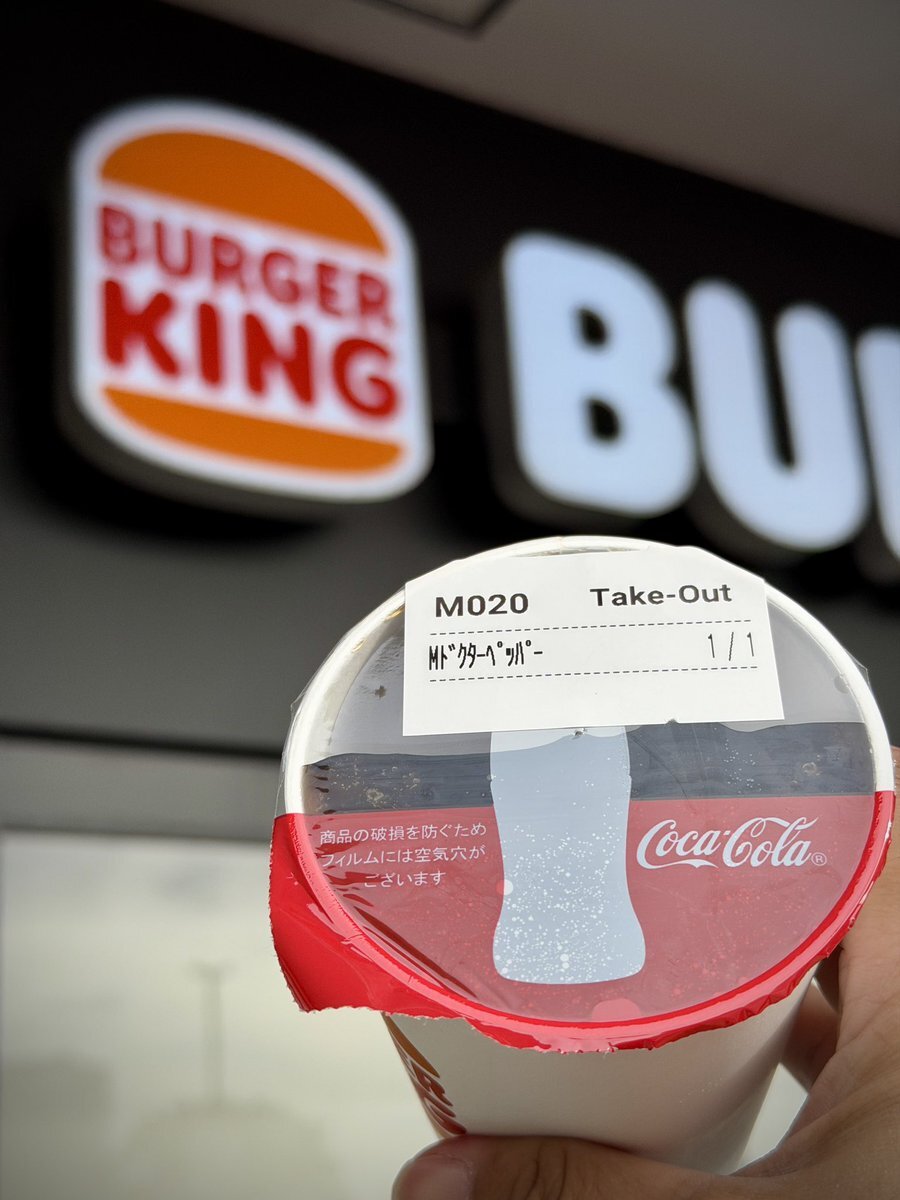 BURGER
KING
BU
M020 Take-Out
Mﾄﾞｸﾀｰﾍﾟｯﾊﾟｰ 1/1
商品の破損を防ぐため
フィルムには空気穴が
ございます
Coca-Cola®